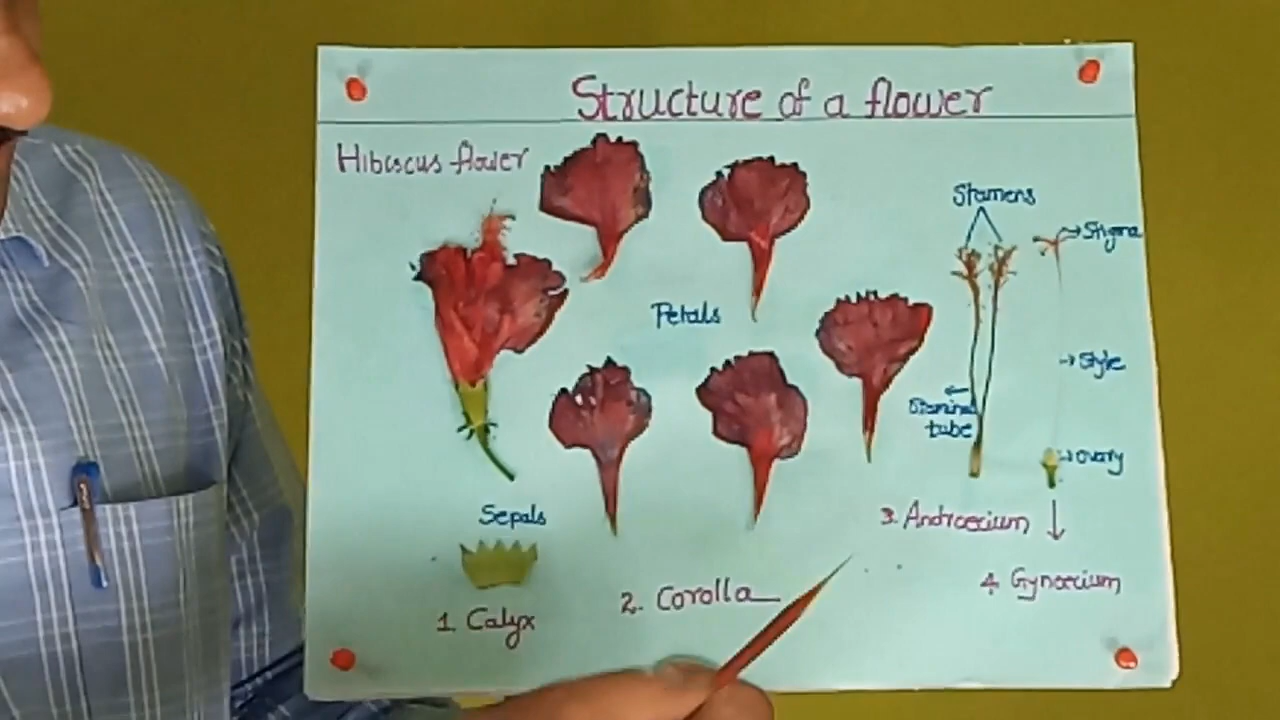 Structure of a flower
Hibiscus flower
Stamens
Stigma
Petals
Style
Staminal
tube
ovary
Sepals
3. Androecium
4. Gynoecium
2. Corolla
1. Calyx